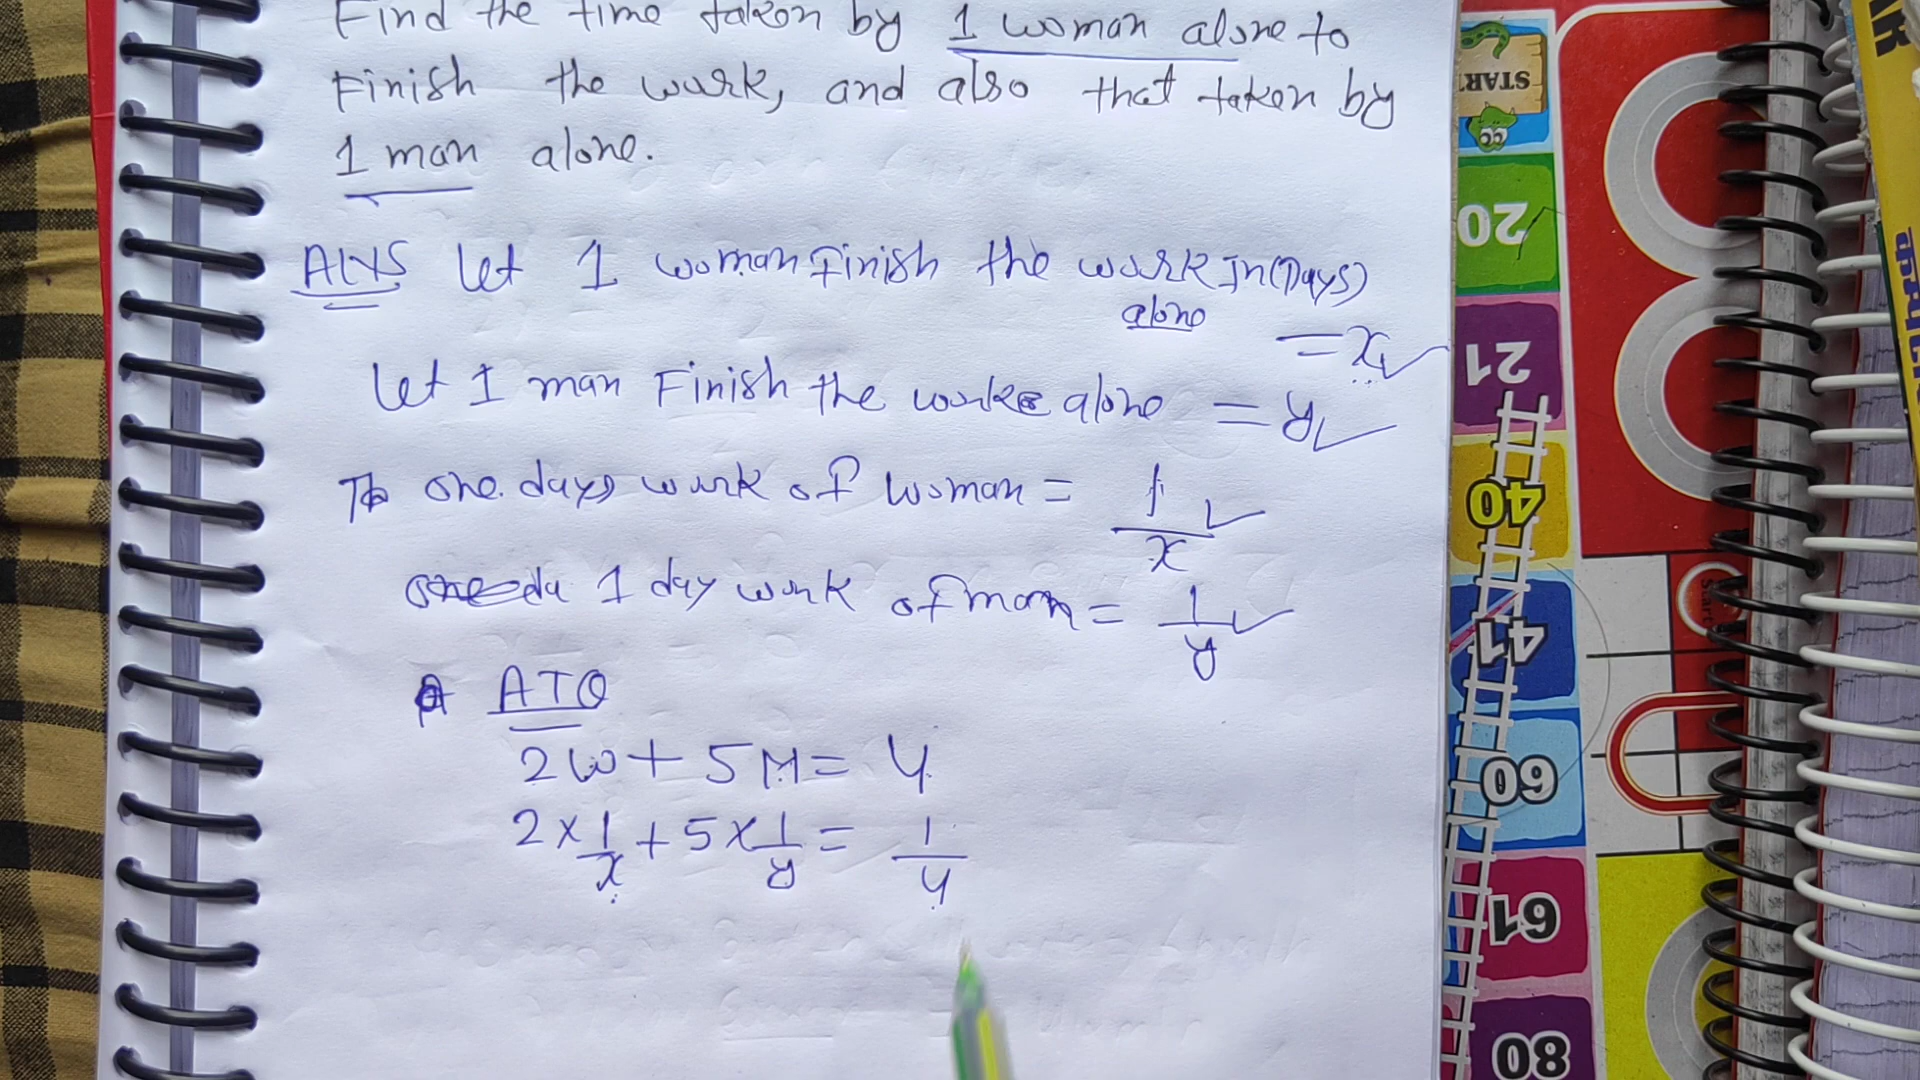 Find the time taken by 1 woman alone to
Finish the work, and also that taken by
1 man alone.
ANS Let 1 woman Finish the work In (Days)
alone
= x
Let 1 man Finish the work alone = y
one days work of woman = 1/x
1 day work of man = 1/y
ATQ
2W + 5M = 4
2 × 1/x + 5 × 1/y = 1/4
START
20
21
40
41
60
61
80